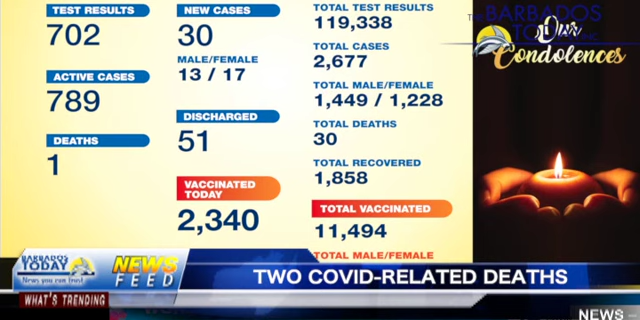 TEST RESULTS
702
ACTIVE CASES
789
DEATHS
1
NEW CASES
30
MALE/FEMALE
13 / 17
DISCHARGED
51
VACCINATED
TODAY
2,340
TOTAL TEST RESULTS
119,338
TOTAL CASES
2,677
TOTAL MALE/FEMALE
1,449 / 1,228
TOTAL DEATHS
30
TOTAL RECOVERED
1,858
TOTAL VACCINATED
11,494
TOTAL MALE/FEMALE
THE BARBADOS
TODAY INC
Our
Condolences
BARBADOS
TODAY
News you can trust
NEWS
FEED
TWO COVID-RELATED DEATHS
WHAT'S TRENDING
NEWS